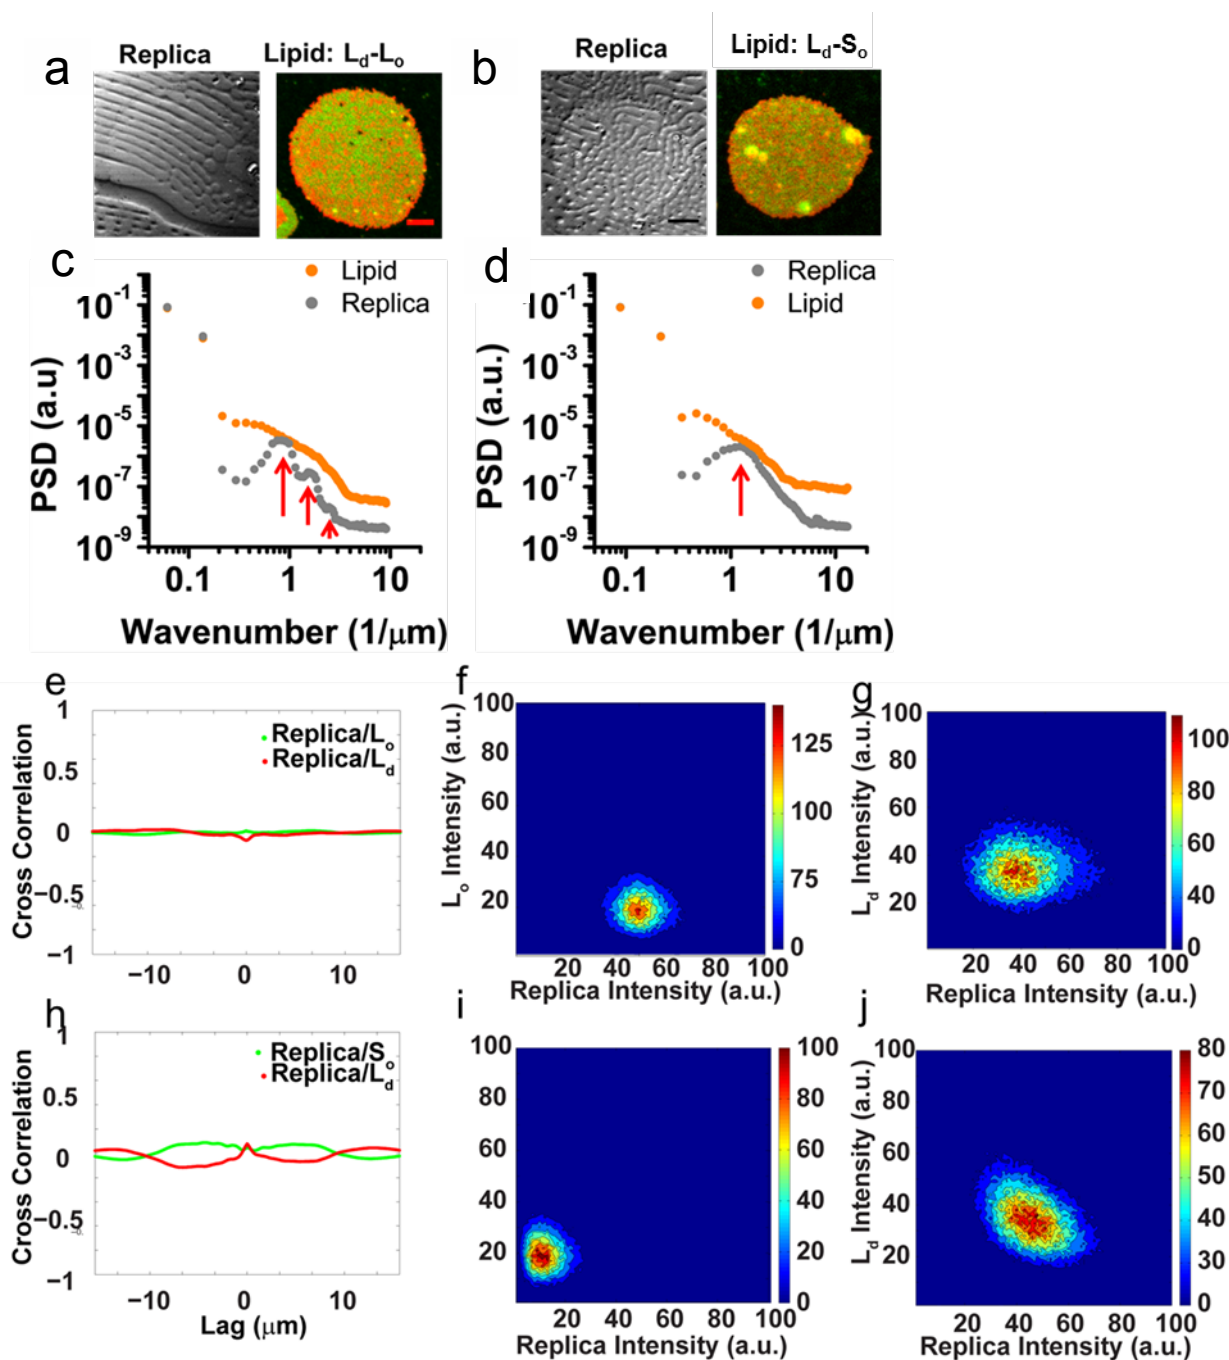 a
Replica
Lipid: Ld-Lo
b
Replica
Lipid: Ld-So
c
Lipid
Replica
PSD (a.u)
10-1
10-3
10-5
10-7
10-9
0.1
1
10
Wavenumber (1/μm)
d
Replica
Lipid
PSD (a.u.)
10-1
10-3
10-5
10-7
10-9
0.1
1
10
Wavenumber (1/μm)
e
Cross Correlation
1
0.5
0
−0.5
−1
Replica/Lo
Replica/Ld
−10
0
10
f
Lo Intensity (a.u.)
100
80
60
40
20
20
40
60
80
100
Replica Intensity (a.u.)
125
100
75
0
g
Ld Intensity (a.u.)
100
80
60
40
20
20
40
60
80
100
Replica Intensity (a.u.)
100
80
60
40
30
20
0
h
Cross Correlation
1
0.5
0
−0.5
−1
Replica/So
Replica/Ld
−10
0
10
Lag (μm)
i
100
80
60
40
20
20
40
60
80
100
Replica Intensity (a.u.)
100
80
60
40
20
0
j
Ld Intensity (a.u.)
100
80
60
40
20
20
40
60
80
100
Replica Intensity (a.u.)
80
70
60
50
40
30
20
10
0